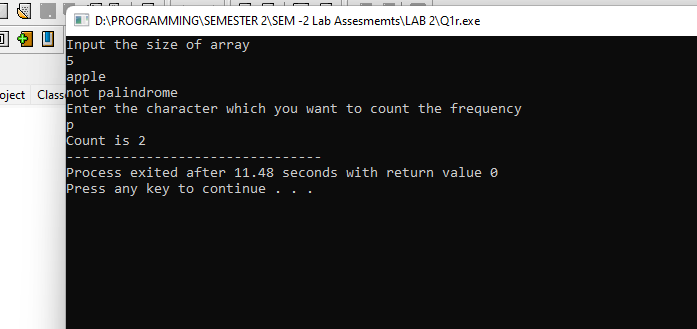 D:\PROGRAMMING\SEMESTER 2\SEM -2 Lab Assesmemts\LAB 2\Q1r.exe
Input the size of array
5
apple
not palindrome
oject Class
Enter the character which you want to count the frequency
p
Count is 2
--------------------------------
Process exited after 11.48 seconds with return value 0
Press any key to continue . . .